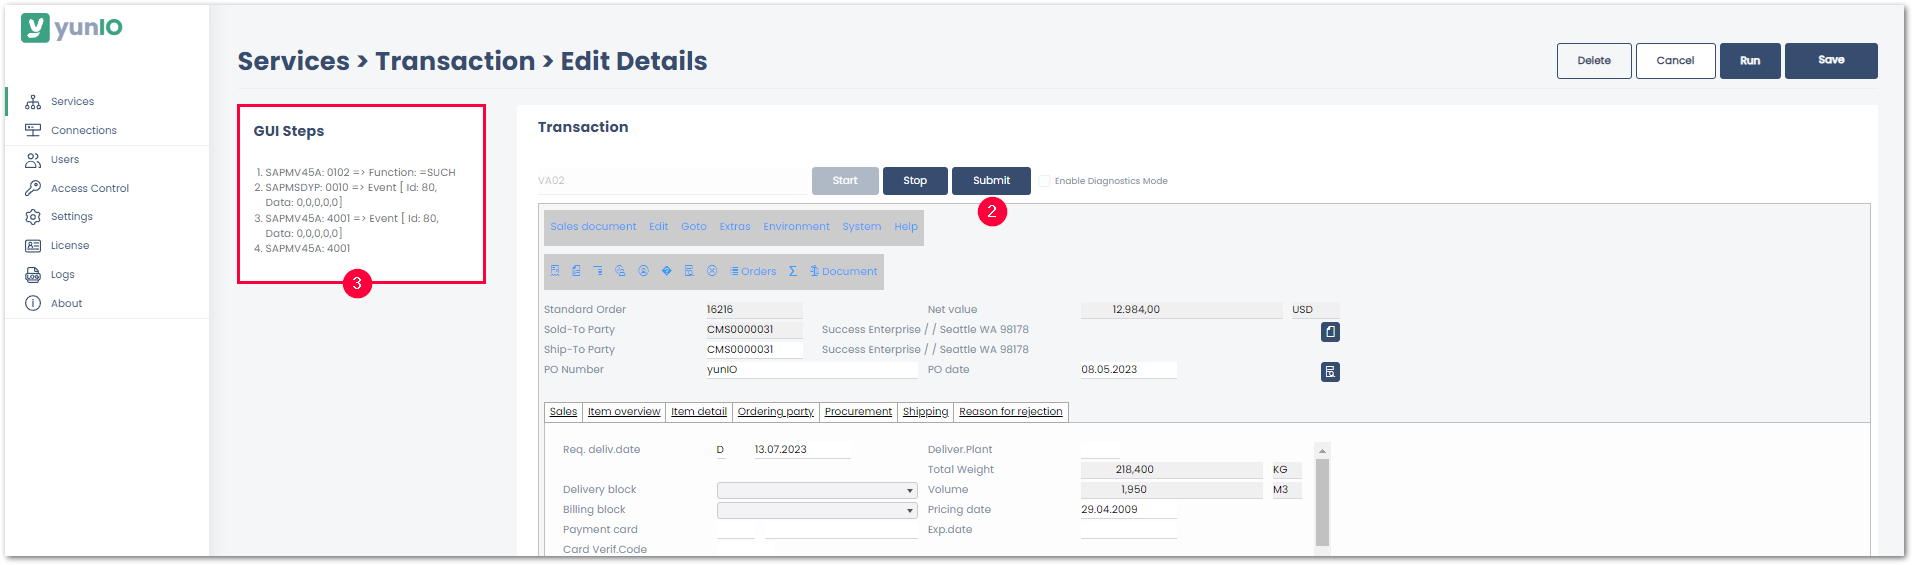 yunIO
Services > Transaction > Edit Details
Delete
Cancel
Run
Save
Services
Connections
Users
Access Control
Settings
License
Logs
About
GUI Steps
1. SAPMV45A: 0102 => Function: =SUCH
2. SAPMSDYP: 0010 => Event [ Id: 80,
Data: 0,0,0,0,0]
3. SAPMV45A: 4001 => Event [ Id: 80,
Data: 0,0,0,0,0]
4. SAPMV45A: 4001
3
Transaction
VA02
Start
Stop
Submit
Enable Diagnostics Mode
2
Sales document Edit Goto Extras Environment System Help
Orders Σ Document
Standard Order 16216 Net value 12.984,00 USD
Sold-To Party CMS0000031 Success Enterprise / / Seattle WA 98178
Ship-To Party CMS0000031 Success Enterprise / / Seattle WA 98178
PO Number yunIO PO date 08.05.2023
Sales Item overview Item detail Ordering party Procurement Shipping Reason for rejection
Req. deliv.date D 13.07.2023 Deliver.Plant
Total Weight 218,400 KG
Delivery block Volume 1,950 M3
Billing block Pricing date 29.04.2009
Payment card Exp.date
Card Verif.Code